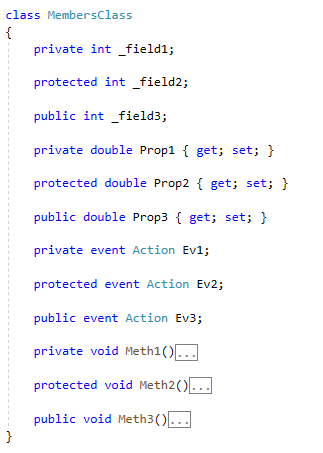 class MembersClass
{
private int _field1;
protected int _field2;
public int _field3;
private double Prop1 { get; set; }
protected double Prop2 { get; set; }
public double Prop3 { get; set; }
private event Action Ev1;
protected event Action Ev2;
public event Action Ev3;
private void Meth1()...
protected void Meth2()...
public void Meth3()...
}